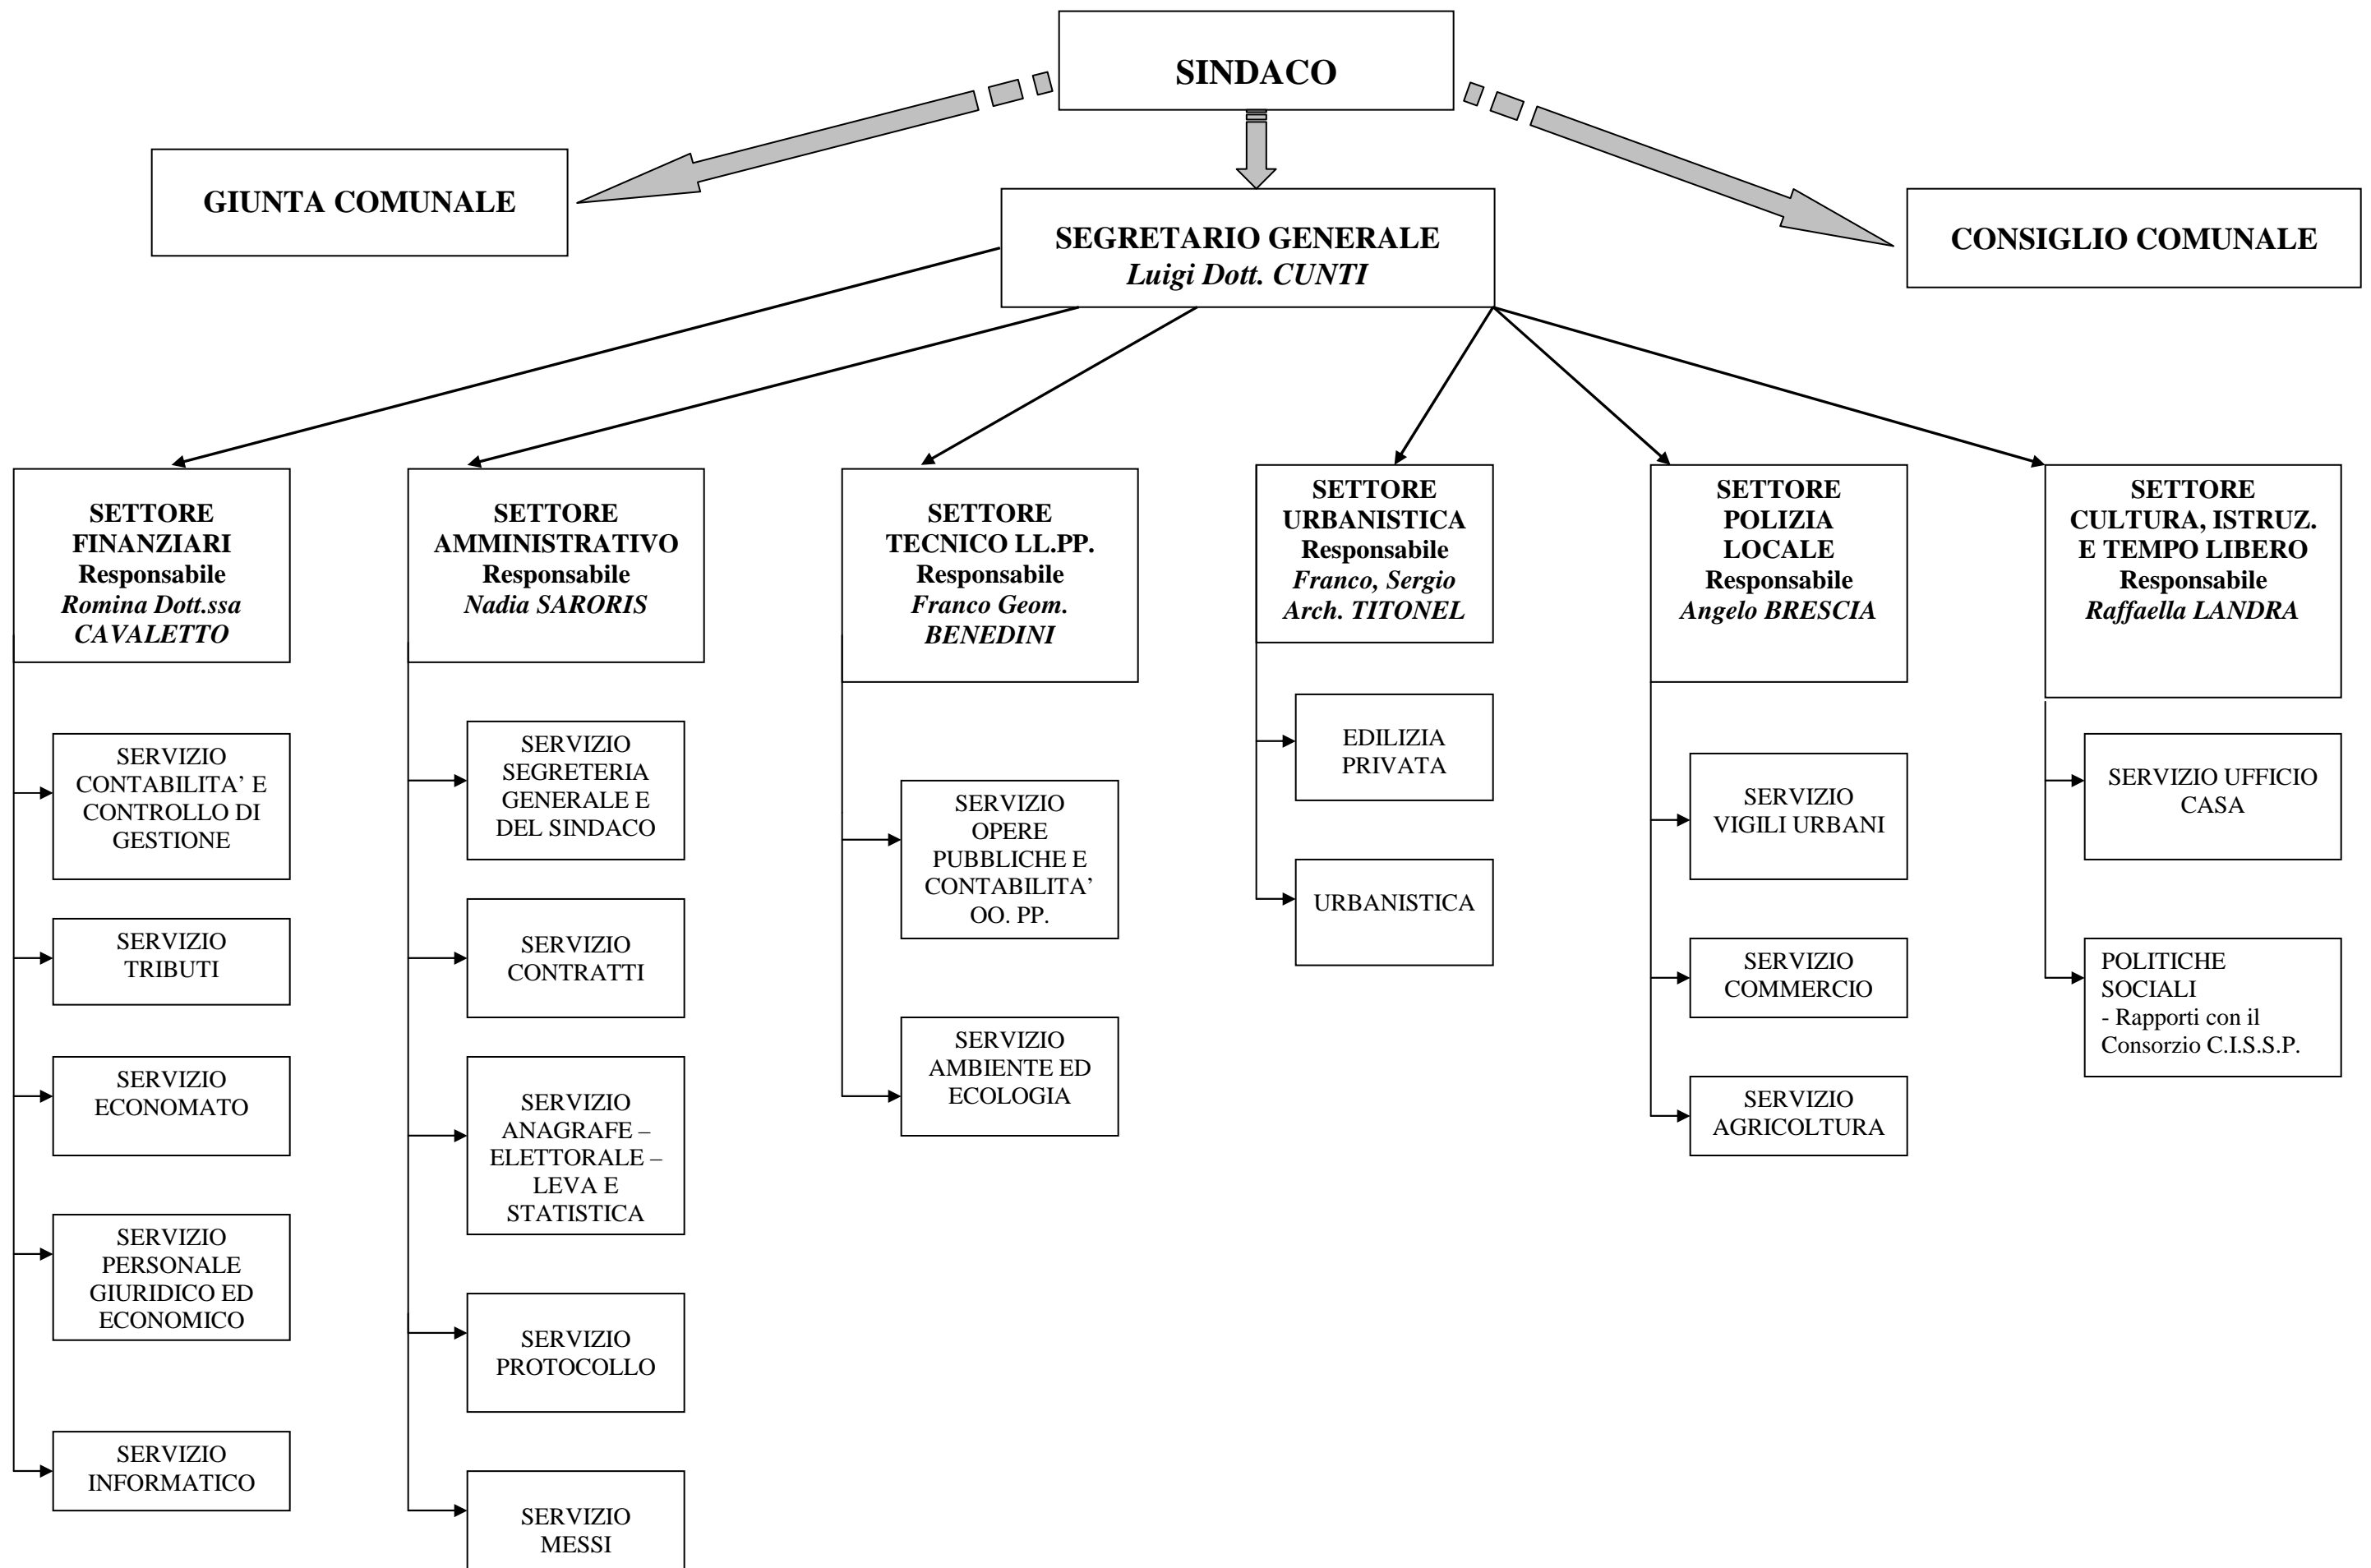 SINDACO
GIUNTA COMUNALE
SEGRETARIO GENERALE
Luigi Dott. CUNTI
CONSIGLIO COMUNALE
SETTORE
FINANZIARI
Responsabile
Romina Dott.ssa
CAVALETTO
SETTORE
AMMINISTRATIVO
Responsabile
Nadia SARORIS
SETTORE
TECNICO LL.PP.
Responsabile
Franco Geom.
BENEDINI
SETTORE
URBANISTICA
Responsabile
Franco, Sergio
Arch. TITONEL
SETTORE
POLIZIA
LOCALE
Responsabile
Angelo BRESCIA
SETTORE
CULTURA, ISTRUZ.
E TEMPO LIBERO
Responsabile
Raffaella LANDRA
SERVIZIO
CONTABILITA’ E
CONTROLLO DI
GESTIONE
SERVIZIO
TRIBUTI
SERVIZIO
ECONOMATO
SERVIZIO
PERSONALE
GIURIDICO ED
ECONOMICO
SERVIZIO
INFORMATICO
SERVIZIO
SEGRETERIA
GENERALE E
DEL SINDACO
SERVIZIO
CONTRATTI
SERVIZIO
ANAGRAFE –
ELETTORALE –
LEVA E
STATISTICA
SERVIZIO
PROTOCOLLO
SERVIZIO
MESSI
SERVIZIO
OPERE
PUBBLICHE E
CONTABILITA’
OO. PP.
SERVIZIO
AMBIENTE ED
ECOLOGIA
EDILIZIA
PRIVATA
URBANISTICA
SERVIZIO
VIGILI URBANI
SERVIZIO
COMMERCIO
SERVIZIO
AGRICOLTURA
SERVIZIO UFFICIO
CASA
POLITICHE
SOCIALI
- Rapporti con il
Consorzio C.I.S.S.P.